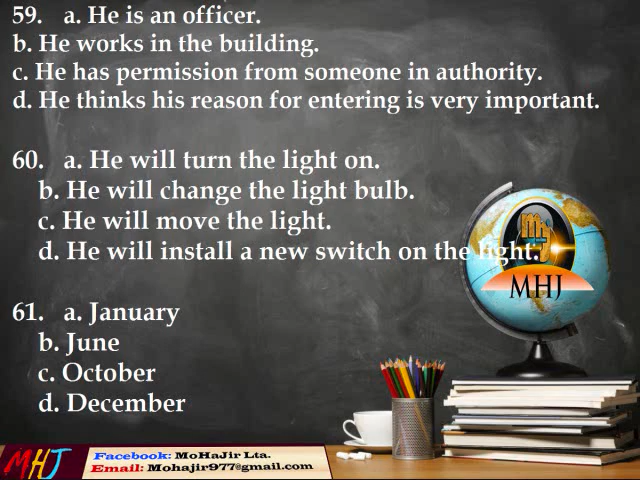 59. a. He is an officer.
b. He works in the building.
c. He has permission from someone in authority.
d. He thinks his reason for entering is very important.
60. a. He will turn the light on.
b. He will change the light bulb.
c. He will move the light.
d. He will install a new switch on the light.
MHJ
61. a. January
b. June
c. October
d. December
MHJ
Facebook: MoHaJir Lta.
Email: Mohajir977@gmail.com